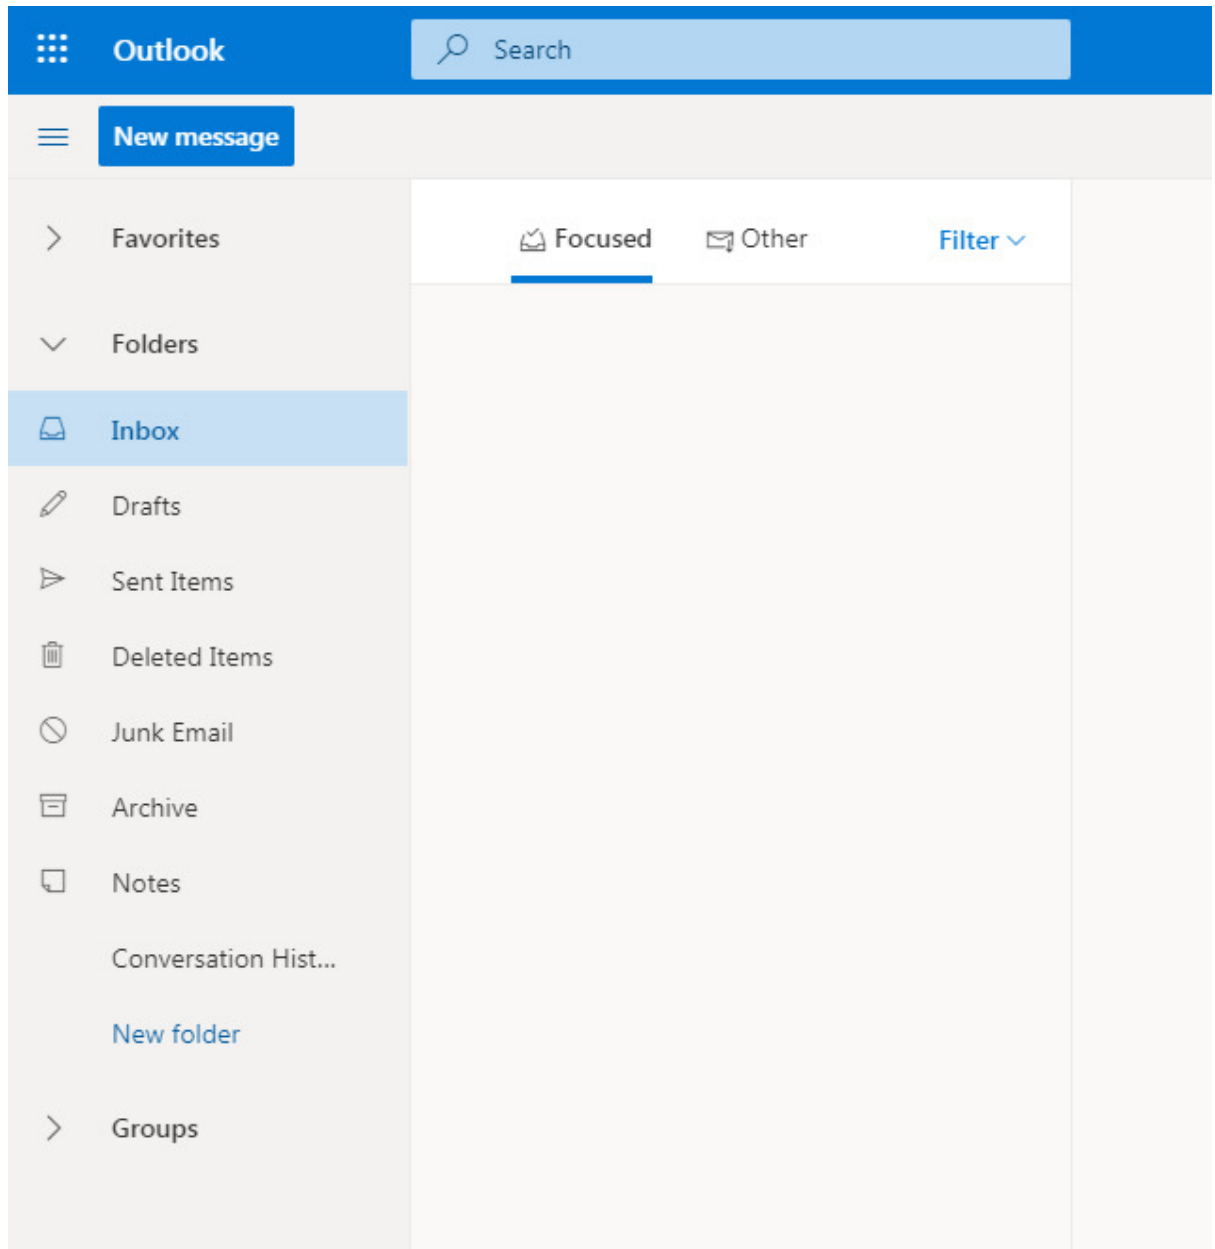 Outlook
Search
New message
Favorites
Focused
Other
Filter
Folders
Inbox
Drafts
Sent Items
Deleted Items
Junk Email
Archive
Notes
Conversation Hist...
New folder
Groups